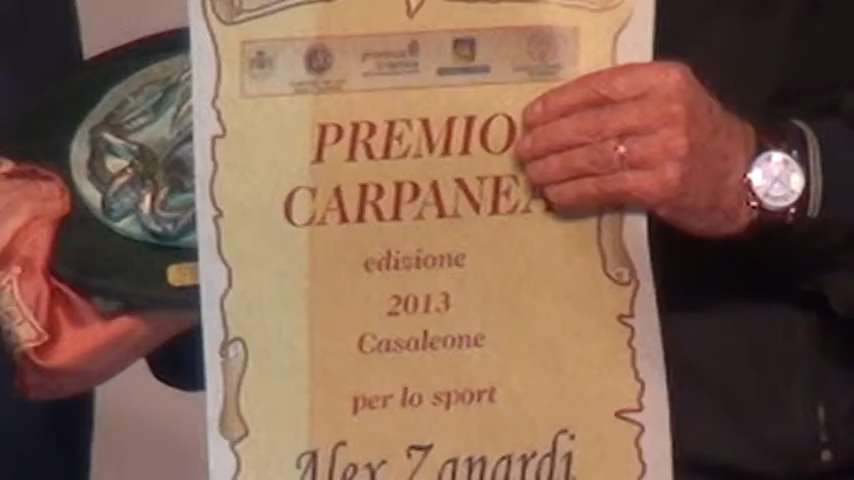 PREMIO
CARPANEA
edizione
2013
Casaleone
per lo sport
Alex Zanardi